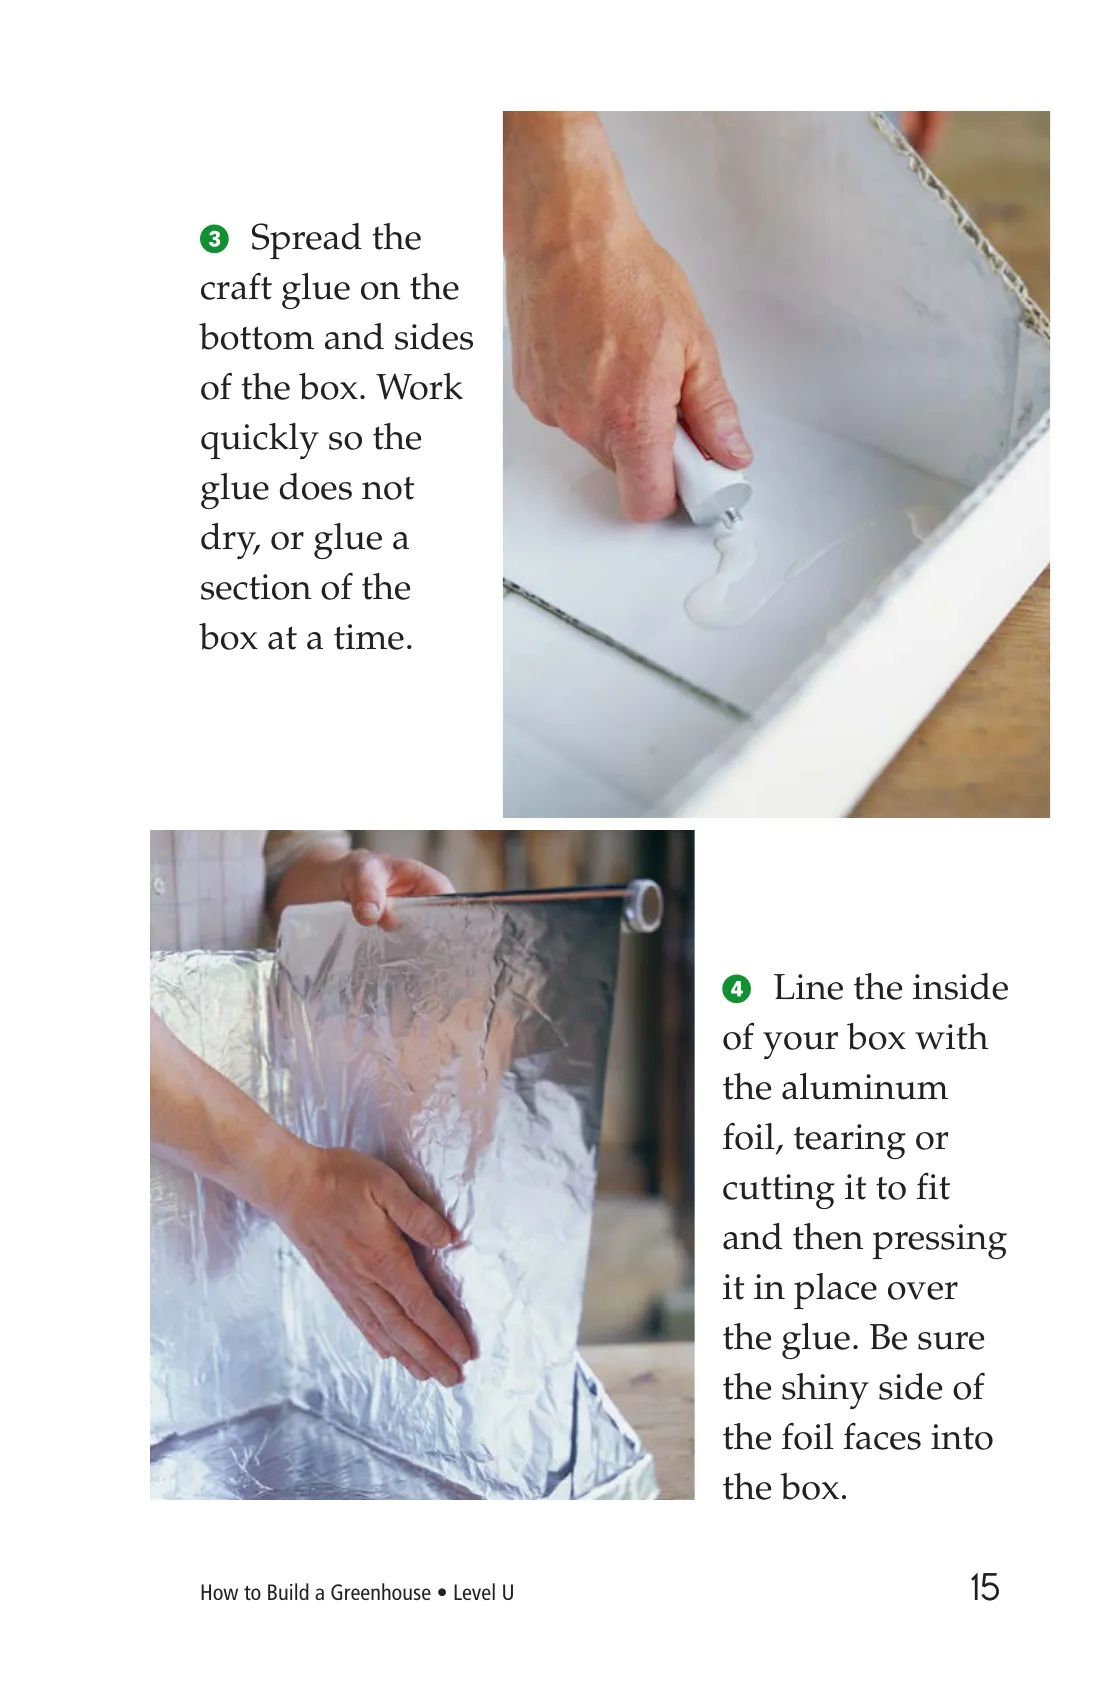 3 Spread the
craft glue on the
bottom and sides
of the box. Work
quickly so the
glue does not
dry, or glue a
section of the
box at a time.
4 Line the inside
of your box with
the aluminum
foil, tearing or
cutting it to fit
and then pressing
it in place over
the glue. Be sure
the shiny side of
the foil faces into
the box.
How to Build a Greenhouse • Level U
15